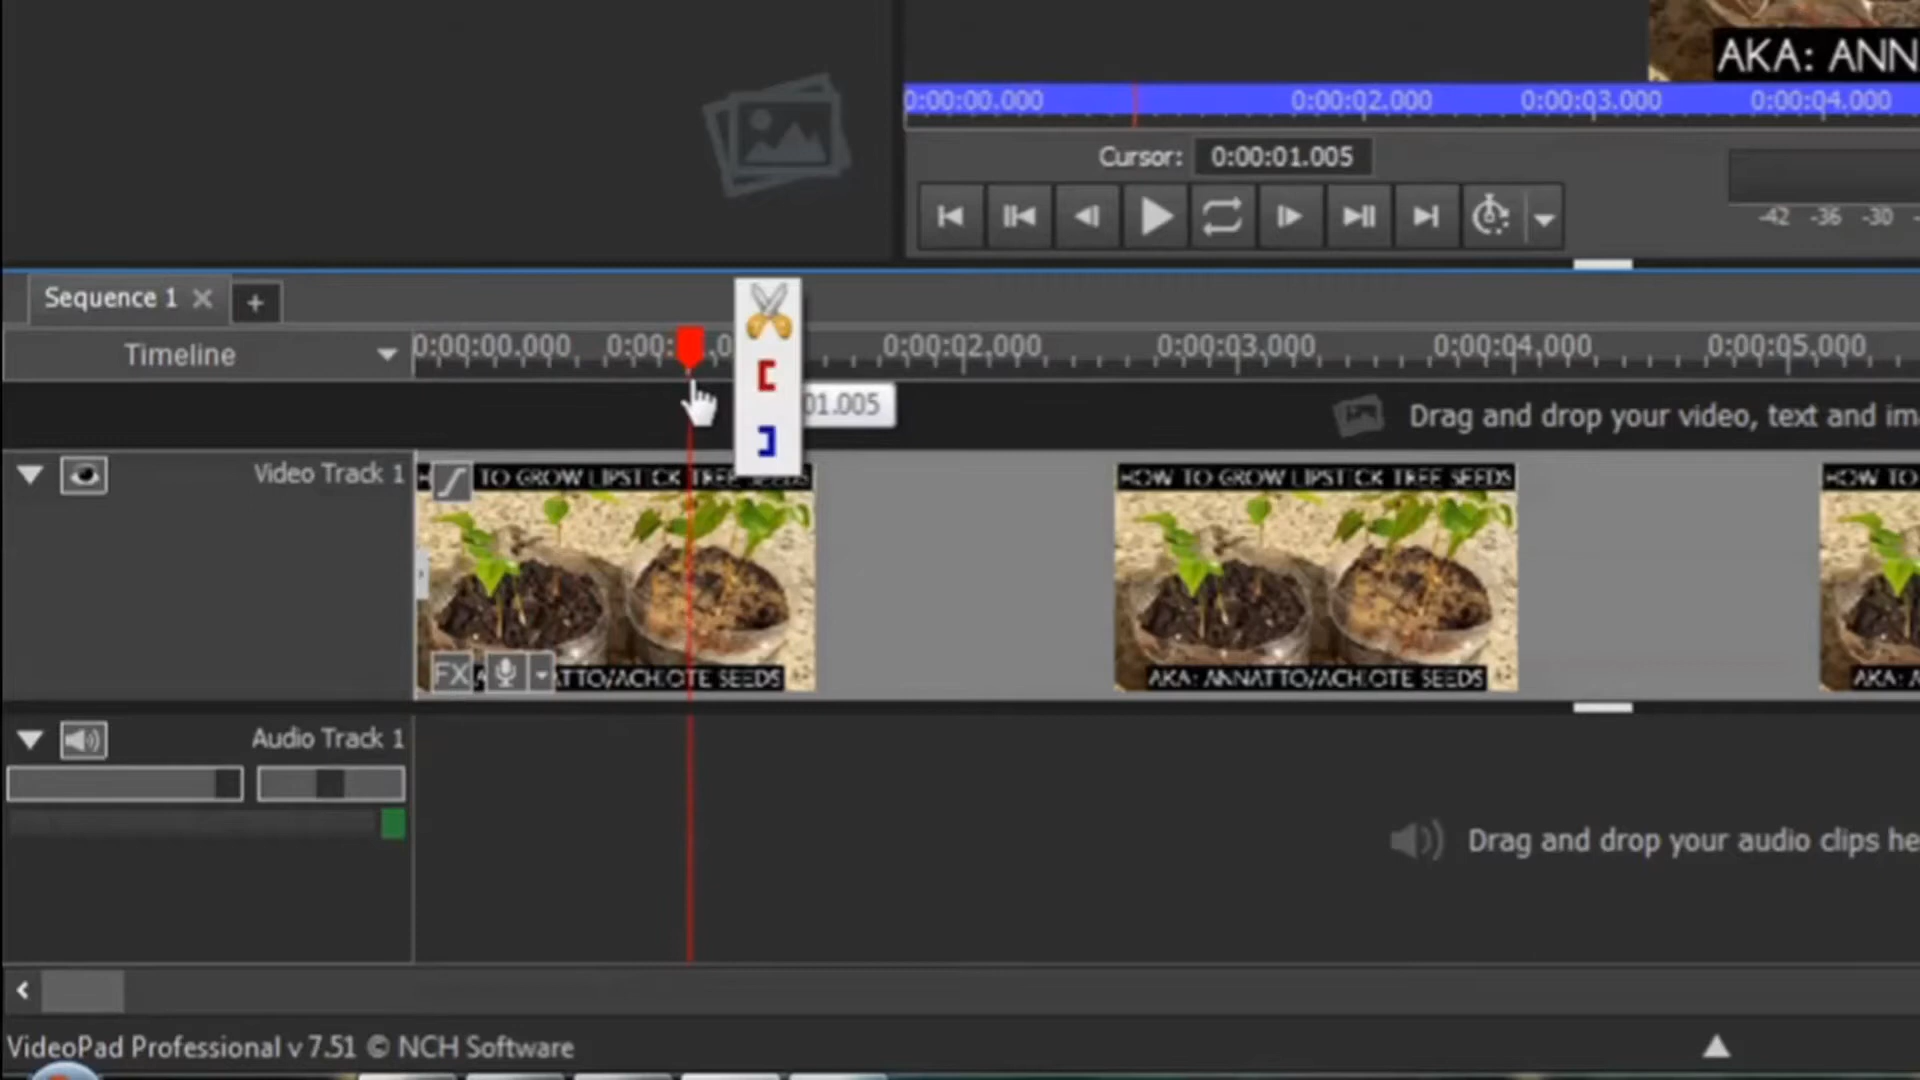 AKA: ANN
0:00:00.000 0:00:02.000 0:00:03.000 0:00:04.000
Cursor: 0:00:01.005
-42 -36 -30
Sequence 1
Timeline 0:00:00.000 0:00: 0:00:02.000 0:00:03.000 0:00:04.000 0:00:05.000
01.005
Drag and drop your video, text and im
Video Track 1
TO GROW LIPSTICK TREE SEEDS
HOW TO GROW LIPSTICK TREE SEEDS
HOW TO
FX
ATTO/ACHIOTE SEEDS
AKA: ANNATTO/ACHIOTE SEEDS
AKA: A
Audio Track 1
Drag and drop your audio clips he
VideoPad Professional v 7.51 © NCH Software